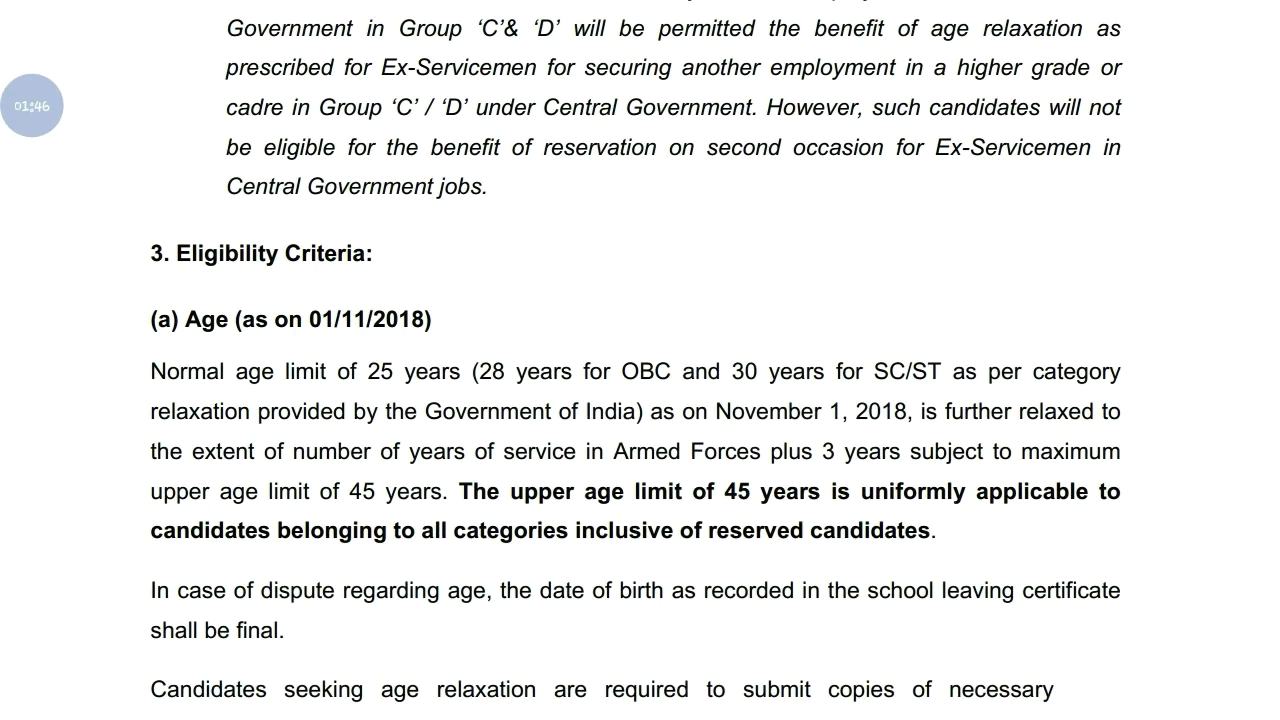 Government in Group ‘C’& ‘D’ will be permitted the benefit of age relaxation as
prescribed for Ex-Servicemen for securing another employment in a higher grade or
cadre in Group ‘C’ / ‘D’ under Central Government. However, such candidates will not
be eligible for the benefit of reservation on second occasion for Ex-Servicemen in
Central Government jobs.
01:46
3. Eligibility Criteria:
(a) Age (as on 01/11/2018)
Normal age limit of 25 years (28 years for OBC and 30 years for SC/ST as per category
relaxation provided by the Government of India) as on November 1, 2018, is further relaxed to
the extent of number of years of service in Armed Forces plus 3 years subject to maximum
upper age limit of 45 years. The upper age limit of 45 years is uniformly applicable to
candidates belonging to all categories inclusive of reserved candidates.
In case of dispute regarding age, the date of birth as recorded in the school leaving certificate
shall be final.
Candidates seeking age relaxation are required to submit copies of necessary